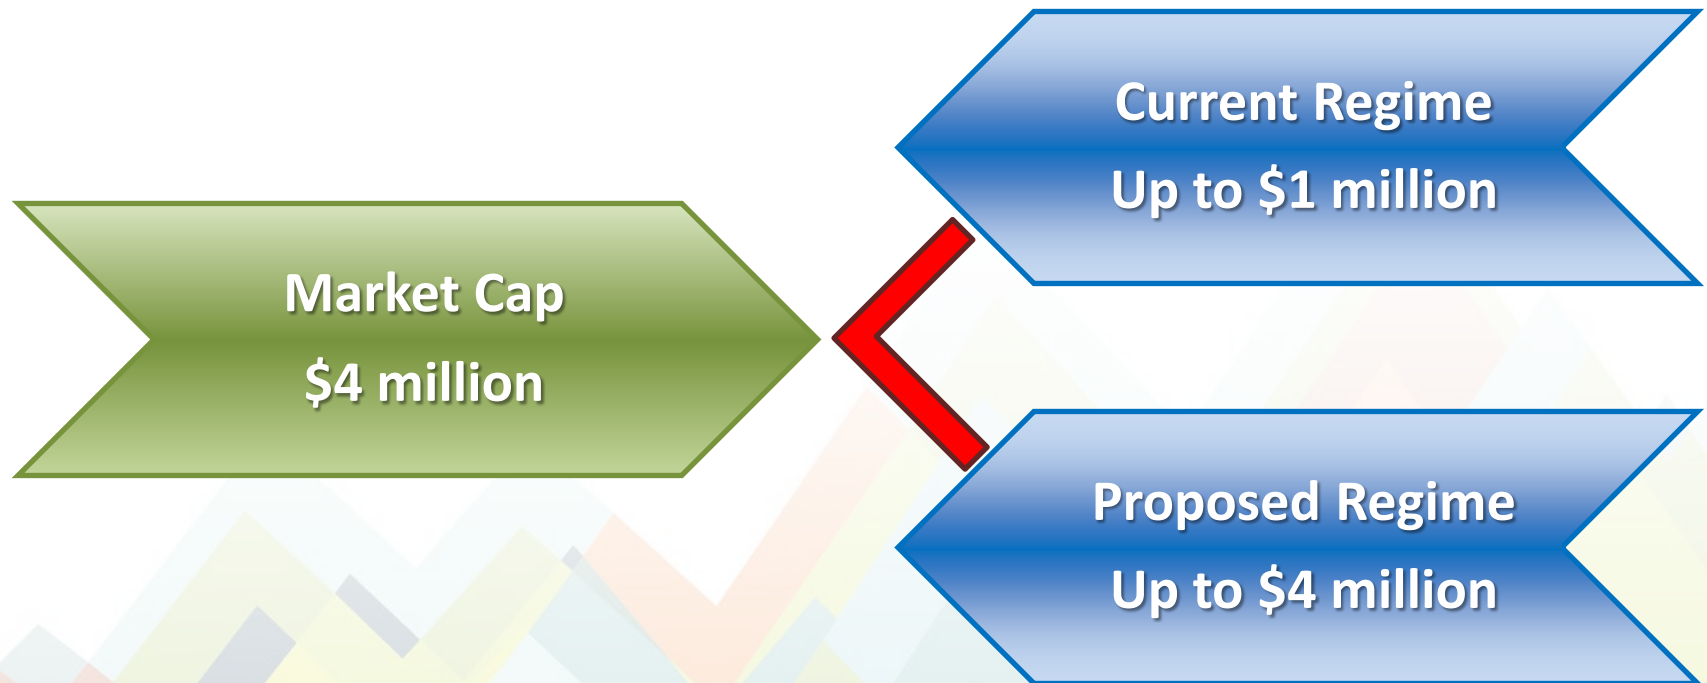 Market Cap
$4 million
Current Regime
Up to $1 million
Proposed Regime
Up to $4 million